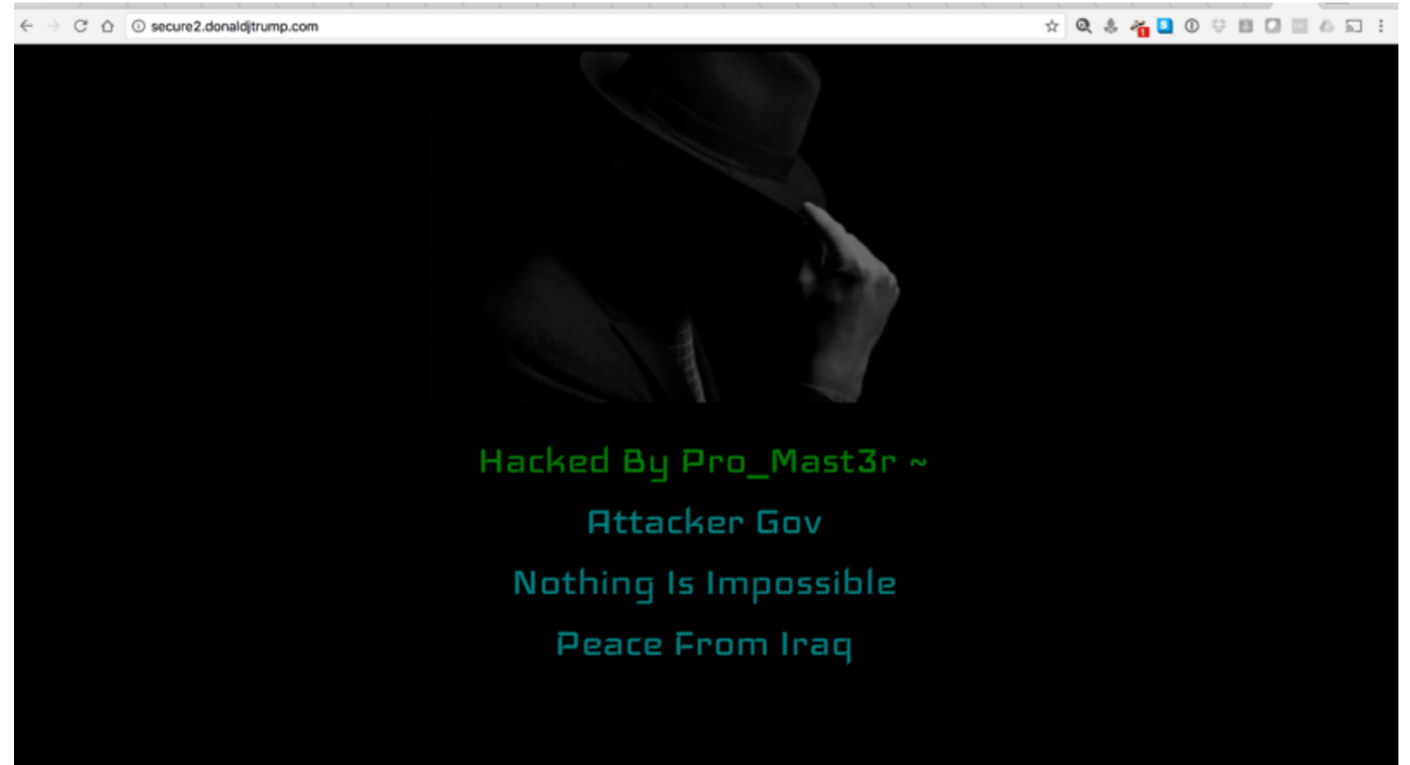 secure2.donaldjtrump.com
Hacked By Pro_Mast3r ~
Attacker Gov
Nothing Is Impossible
Peace From Iraq